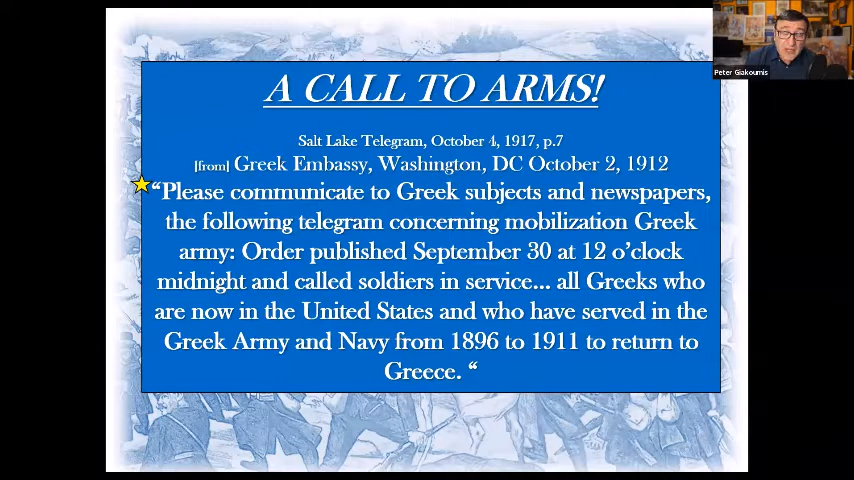 A CALL TO ARMS!
Salt Lake Telegram, October 4, 1917, p.7
[from] Greek Embassy, Washington, DC October 2, 1912
“Please communicate to Greek subjects and newspapers,
the following telegram concerning mobilization Greek
army: Order published September 30 at 12 o’clock
midnight and called soldiers in service... all Greeks who
are now in the United States and who have served in the
Greek Army and Navy from 1896 to 1911 to return to
Greece. “
Peter Giakoumis